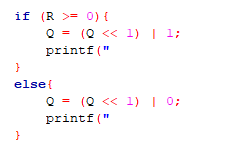 if (R >= 0){
Q = (Q << 1) | 1;
printf("
}
else{
Q = (Q << 1) | 0;
printf("
}